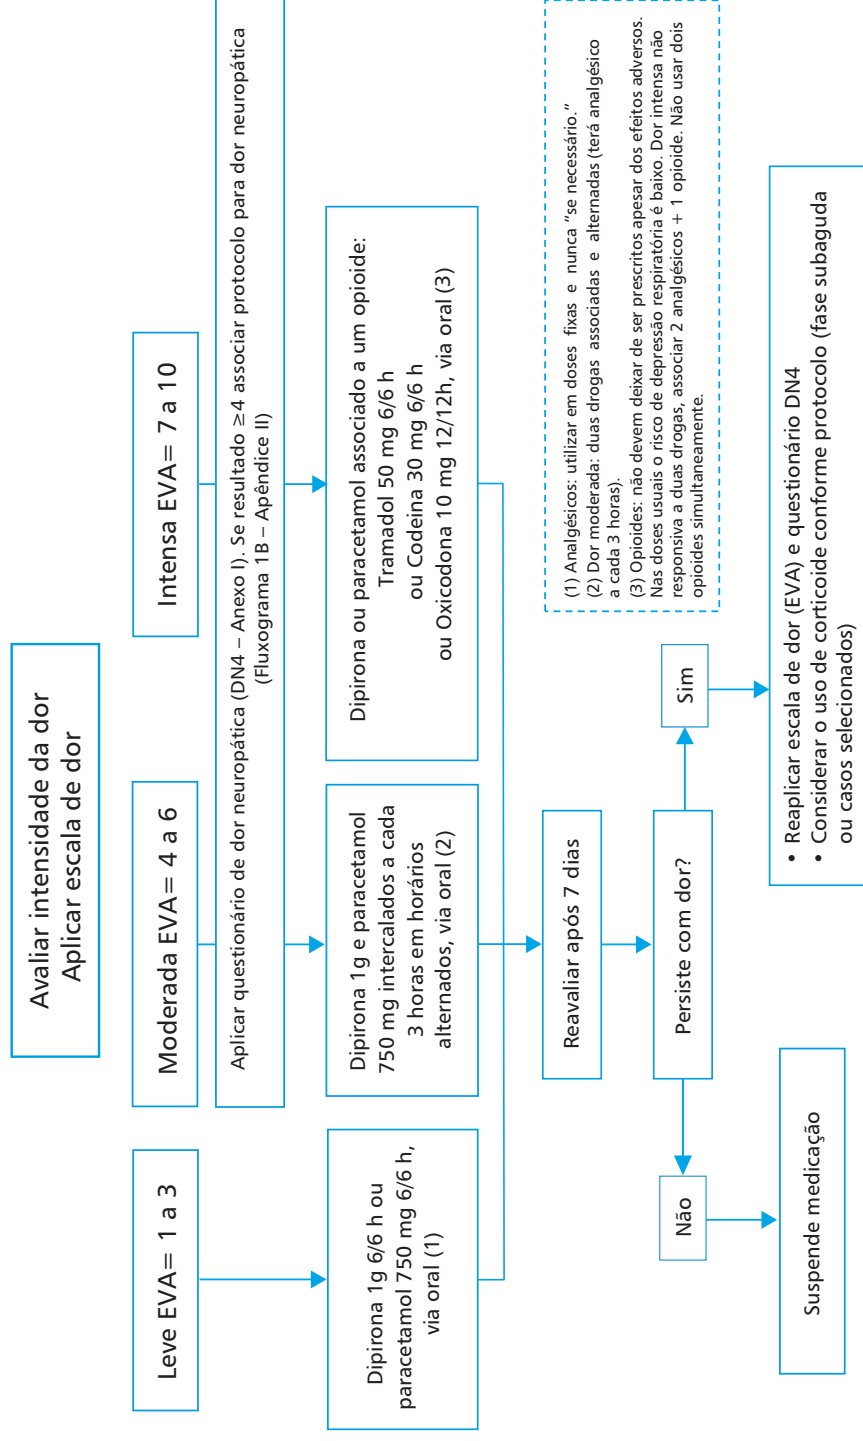 Avaliar intensidade da dor
Aplicar escala de dor
Leve EVA= 1 a 3
Moderada EVA= 4 a 6
Intensa EVA= 7 a 10
Aplicar questionário de dor neuropática (DN4 – Anexo I). Se resultado ≥4 associar protocolo para dor neuropática
(Fluxograma 1B – Apêndice II)
Dipirona 1g 6/6 h ou
paracetamol 750 mg 6/6 h,
via oral (1)
Dipirona 1g e paracetamol
750 mg intercalados a cada
3 horas em horários
alternados, via oral (2)
Dipirona ou paracetamol associado a um opioide:
Tramadol 50 mg 6/6 h
ou Codeina 30 mg 6/6 h
ou Oxicodona 10 mg 12/12h, via oral (3)
Reavaliar após 7 dias
Persiste com dor?
Não
Sim
Suspende medicação
• Reaplicar escala de dor (EVA) e questionário DN4
• Considerar o uso de corticoide conforme protocolo (fase subaguda
ou casos selecionados)
(1) Analgésicos: utilizar em doses fixas e nunca “se necessário.”
(2) Dor moderada: duas drogas associadas e alternadas (terá analgésico
a cada 3 horas).
(3) Opioides: não devem deixar de ser prescritos apesar dos efeitos adversos.
Nas doses usuais o risco de depressão respiratória é baixo. Dor intensa não
responsiva a duas drogas, associar 2 analgésicos + 1 opioide. Não usar dois
opioides simultaneamente.